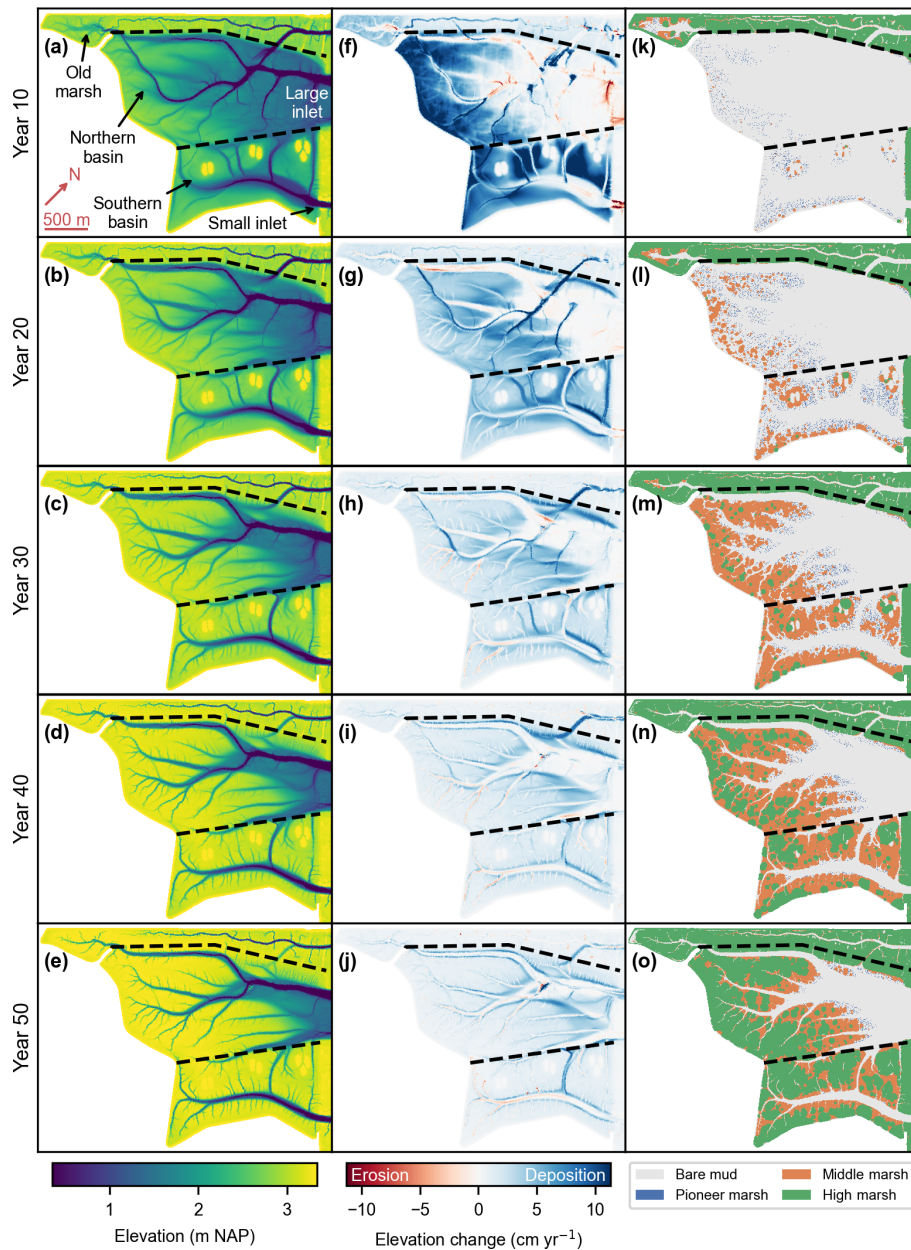 Year 10
(a)
Old
marsh
Large
inlet
Northern
basin
N
Southern
basin
500 m
Small inlet
(f)
(k)
Year 20
(b)
(g)
(l)
Year 30
(c)
(h)
(m)
Year 40
(d)
(i)
(n)
Year 50
(e)
(j)
(o)
1 2 3
Elevation (m NAP)
Erosion Deposition
−10 −5 0 5 10
Elevation change (cm yr⁻¹)
Bare mud
Pioneer marsh
Middle marsh
High marsh